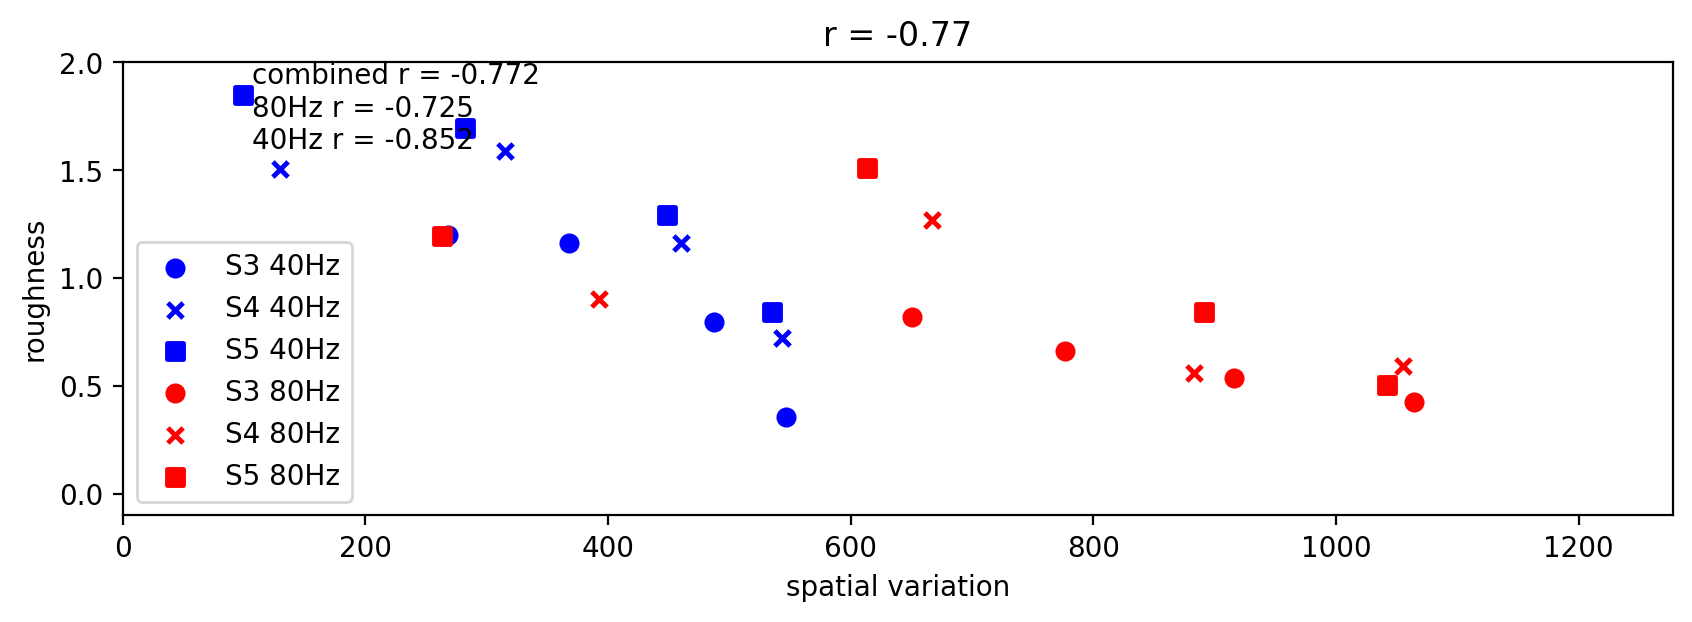 r = -0.77
combined r = -0.772
80Hz r = -0.725
40Hz r = -0.852
2.0
1.5
1.0
0.5
0.0
roughness
S3 40Hz
S4 40Hz
S5 40Hz
S3 80Hz
S4 80Hz
S5 80Hz
0 200 400 600 800 1000 1200
spatial variation